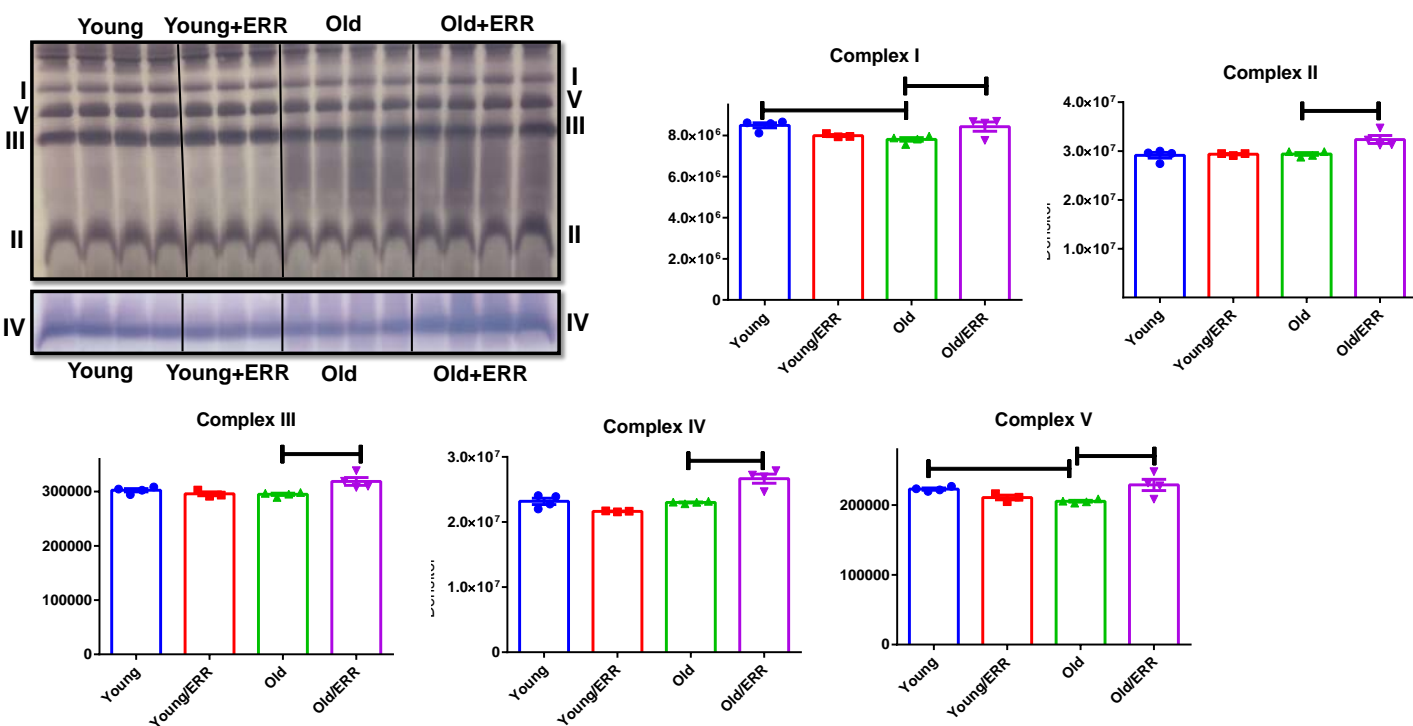 Young Young+ERR Old Old+ERR
I I
V V
III III
II II
IV IV
Young Young+ERR Old Old+ERR
Complex I
8.0×10⁶
6.0×10⁶
4.0×10⁶
2.0×10⁶
0
Young Young/ERR Old Old/ERR
Complex II
4.0×10⁷
3.0×10⁷
2.0×10⁷
1.0×10⁷
Young Young/ERR Old Old/ERR
Complex III
300000
200000
100000
0
Young Young/ERR Old Old/ERR
Complex IV
3.0×10⁷
2.0×10⁷
1.0×10⁷
0
Young Young/ERR Old Old/ERR
Complex V
200000
100000
0
Young Young/ERR Old Old/ERR